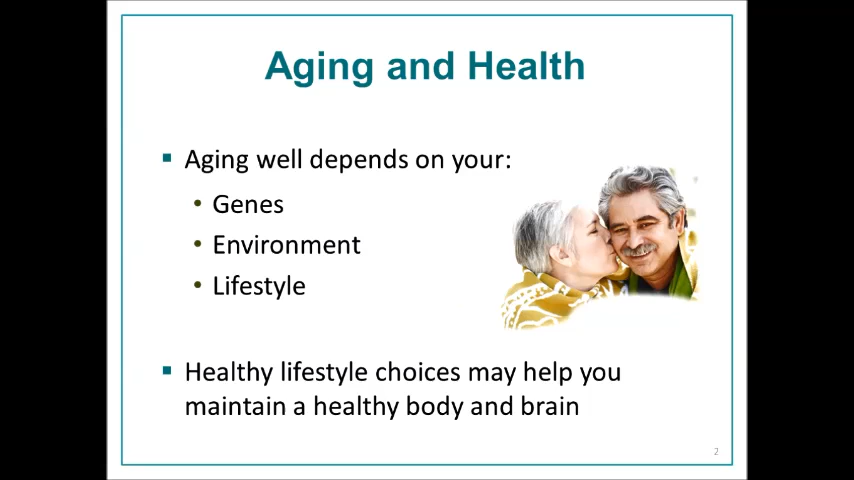 Aging and Health
▪ Aging well depends on your:
• Genes
• Environment
• Lifestyle
▪ Healthy lifestyle choices may help you
maintain a healthy body and brain
2